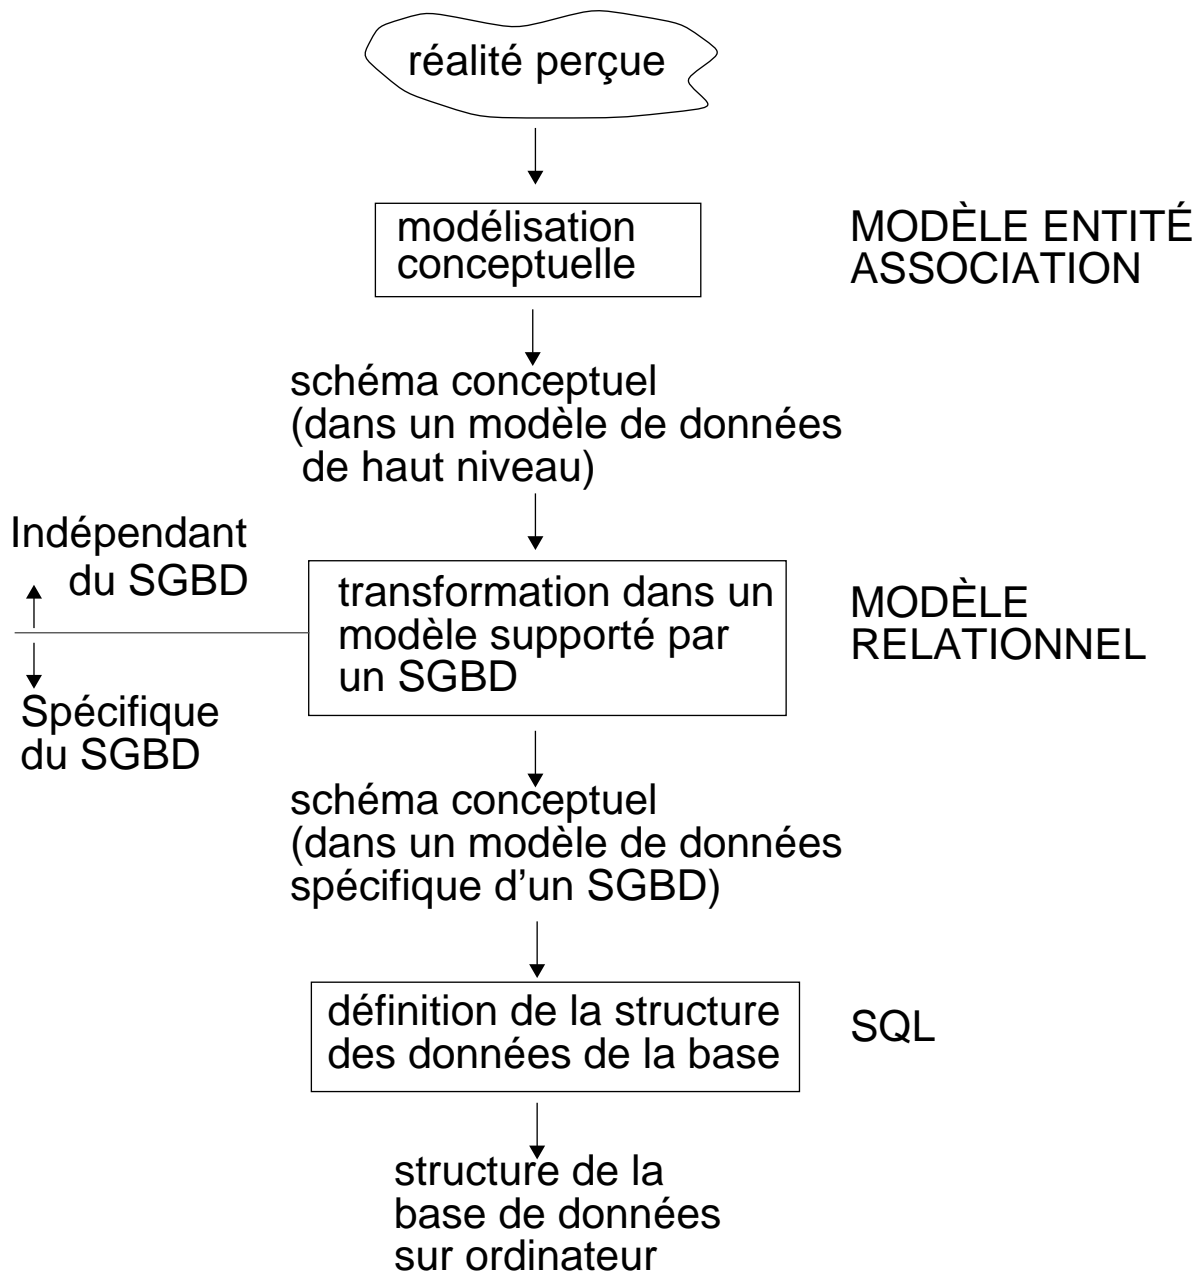 réalité perçue
modélisation
conceptuelle
MODÈLE ENTITÉ
ASSOCIATION
schéma conceptuel
(dans un modèle de données
de haut niveau)
Indépendant
du SGBD
transformation dans un
modèle supporté par
un SGBD
MODÈLE
RELATIONNEL
Spécifique
du SGBD
schéma conceptuel
(dans un modèle de données
spécifique d'un SGBD)
définition de la structure
des données de la base
SQL
structure de la
base de données
sur ordinateur